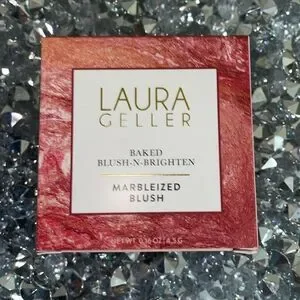 LAURA
GELLER
BAKED
BLUSH-N-BRIGHTEN
MARBLEIZED
BLUSH
NET WT 0.16 OZ/4.5 G